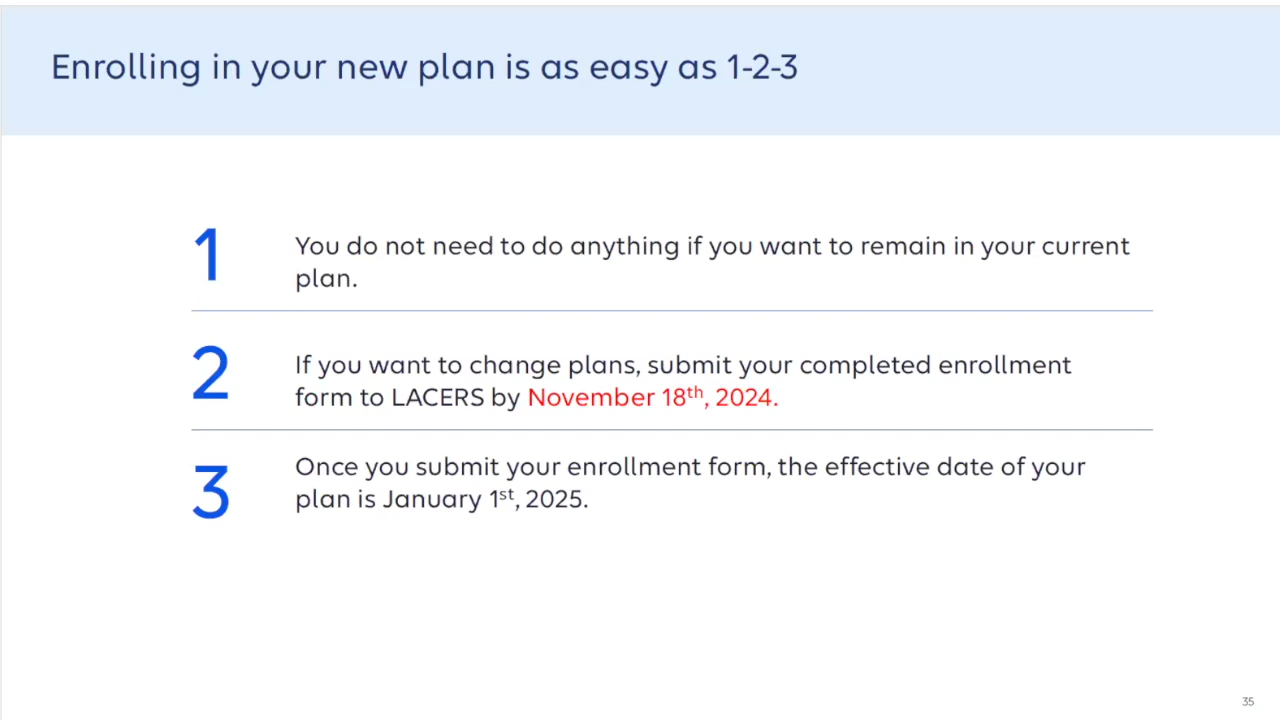 Enrolling in your new plan is as easy as 1-2-3
1
You do not need to do anything if you want to remain in your current
plan.
2
If you want to change plans, submit your completed enrollment
form to LACERS by November 18th, 2024.
3
Once you submit your enrollment form, the effective date of your
plan is January 1st, 2025.
35